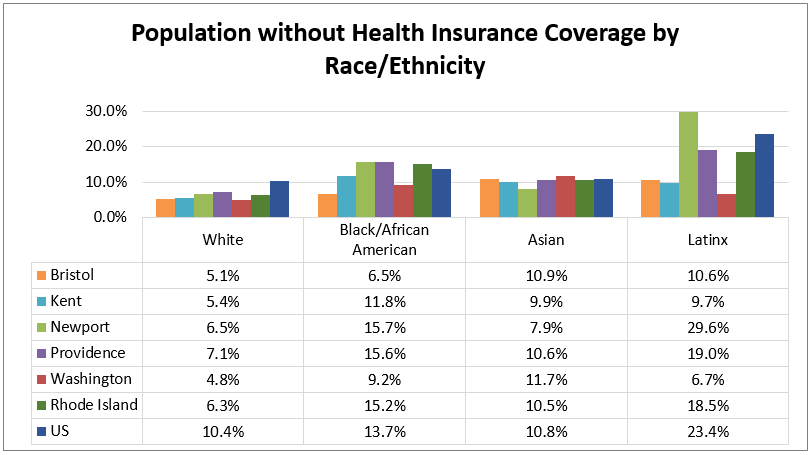 Population without Health Insurance Coverage by
Race/Ethnicity
30.0%
20.0%
10.0%
0.0%
White Black/African American Asian Latinx
Bristol 5.1% 6.5% 10.9% 10.6%
Kent 5.4% 11.8% 9.9% 9.7%
Newport 6.5% 15.7% 7.9% 29.6%
Providence 7.1% 15.6% 10.6% 19.0%
Washington 4.8% 9.2% 11.7% 6.7%
Rhode Island 6.3% 15.2% 10.5% 18.5%
US 10.4% 13.7% 10.8% 23.4%